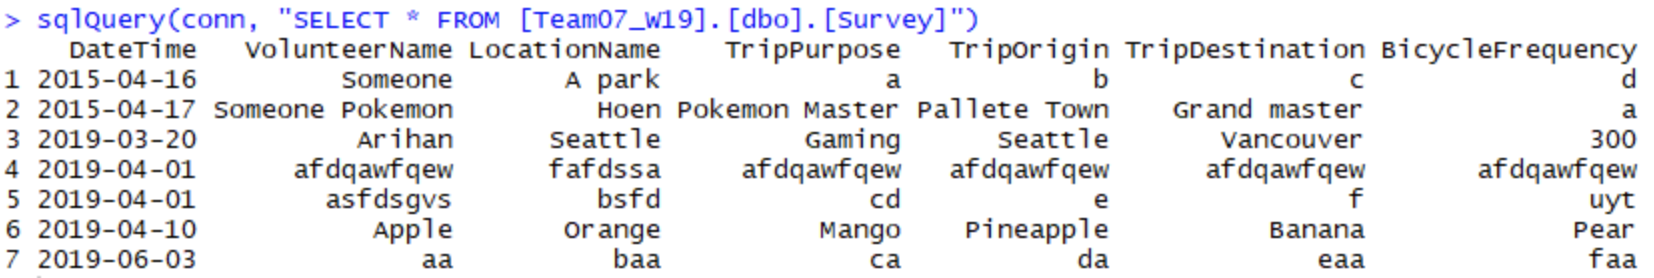 > sqlQuery(conn, "SELECT * FROM [Team07_W19].[dbo].[Survey]")
DateTime VolunteerName LocationName TripPurpose TripOrigin TripDestination BicycleFrequency
1 2015-04-16 Someone A park a b c d
2 2015-04-17 Someone Pokemon Hoen Pokemon Master Pallete Town Grand master a
3 2019-03-20 Arihan Seattle Gaming Seattle Vancouver 300
4 2019-04-01 afdqawfqew fafdssa afdqawfqew afdqawfqew afdqawfqew afdqawfqew
5 2019-04-01 asfdsgvs bsfd cd e f uyt
6 2019-04-10 Apple Orange Mango Pineapple Banana Pear
7 2019-06-03 aa baa ca da eaa faa